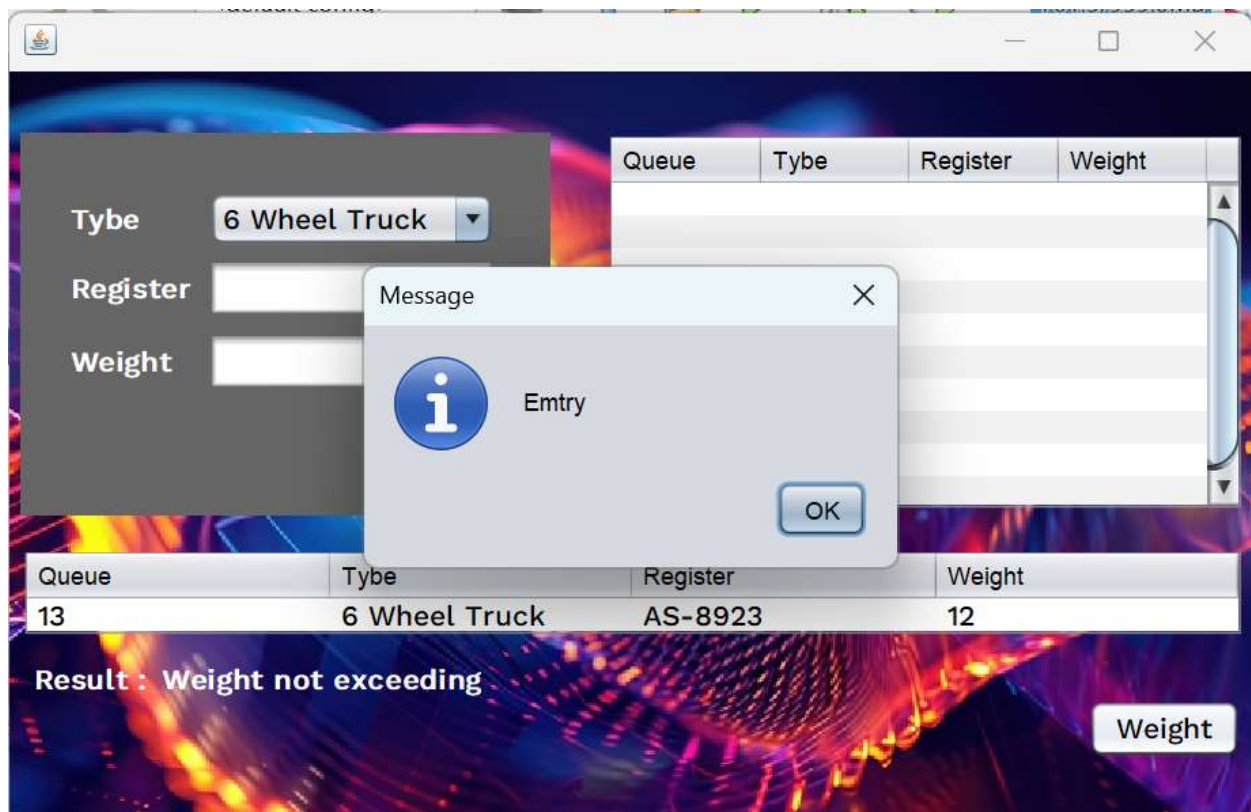 Queue Tybe Register Weight
Tybe 6 Wheel Truck
Register
Weight
Message
Emtry
OK
Queue Tybe Register Weight
13 6 Wheel Truck AS-8923 12
Result : Weight not exceeding
Weight